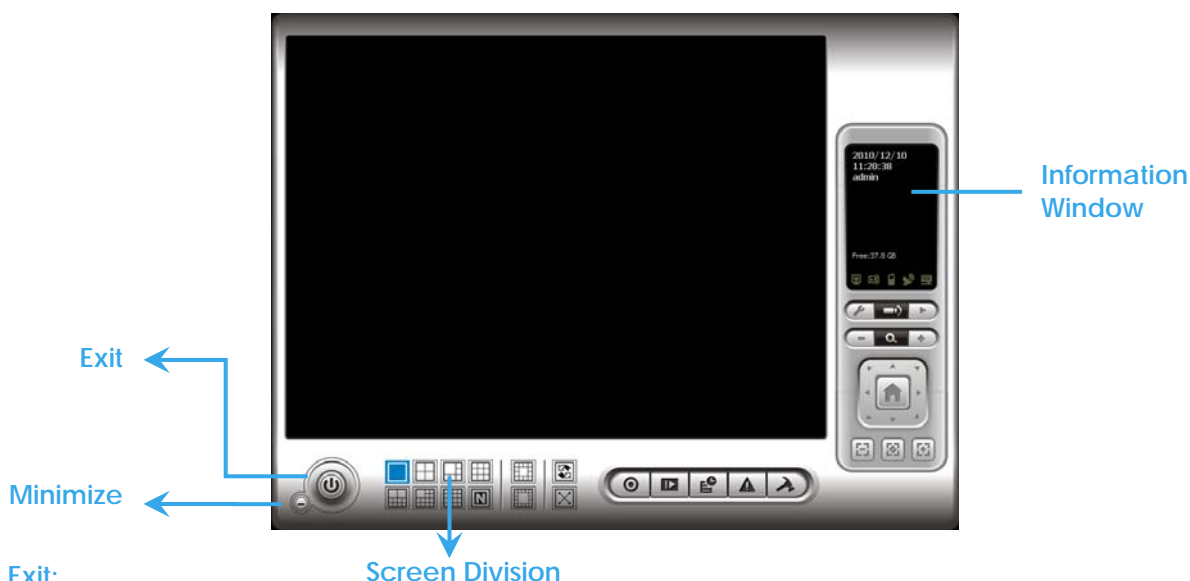 2010/12/10
11:20:38
admin
Free:37.8 GB
Information
Window
Exit
Minimize
N
Screen Division
Exit: